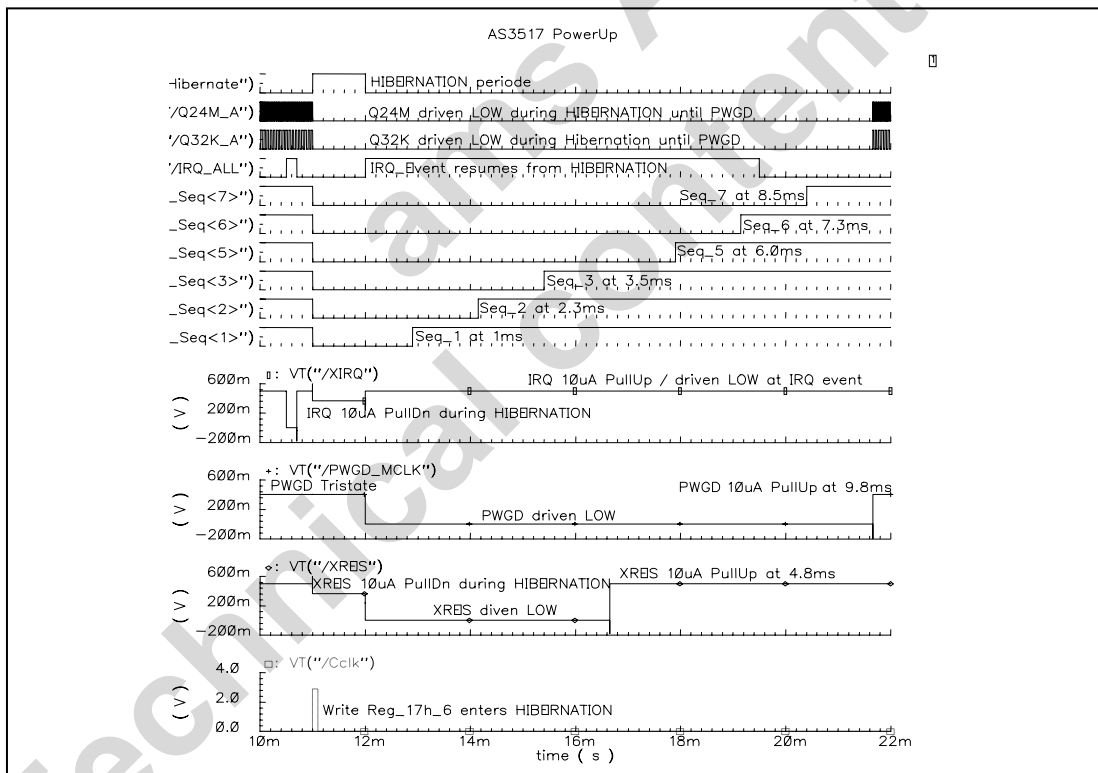 AS3517 PowerUp
1
Hibernate")
HIBERNATION periode
"/Q24M_A")
Q24M driven LOW during HIBERNATION until PWGD
"/Q32K_A")
Q32K driven LOW during Hibernation until PWGD
"/IRQ_ALL")
IRQ_Event resumes from HIBERNATION
_Seq<7>")
Seq_7 at 8.5ms
_Seq<6>")
Seq_6 at 7.3ms
_Seq<5>")
Seq_5 at 6.0ms
_Seq<3>")
Seq_3 at 3.5ms
_Seq<2>")
Seq_2 at 2.3ms
_Seq<1>")
Seq_1 at 1ms
▯: VT("/XIRQ")
600m
200m
-200m
(V)
IRQ 10uA PullUp / driven LOW at IRQ event
IRQ 10uA PullDn during HIBERNATION
+: VT("/PWGD_MCLK")
600m
200m
-200m
(V)
PWGD Tristate
PWGD 10uA PullUp at 9.8ms
PWGD driven LOW
◇: VT("/XRES")
600m
200m
-200m
(V)
XRES 10uA PullDn during HIBERNATION
XRES 10uA PullUp at 4.8ms
XRES diven LOW
□: VT("/Cclk")
4.0
2.0
0.0
(V)
Write Reg_17h_6 enters HIBERNATION
10m 12m 14m 16m 18m 20m 22m
time ( s )
ams A
technical content